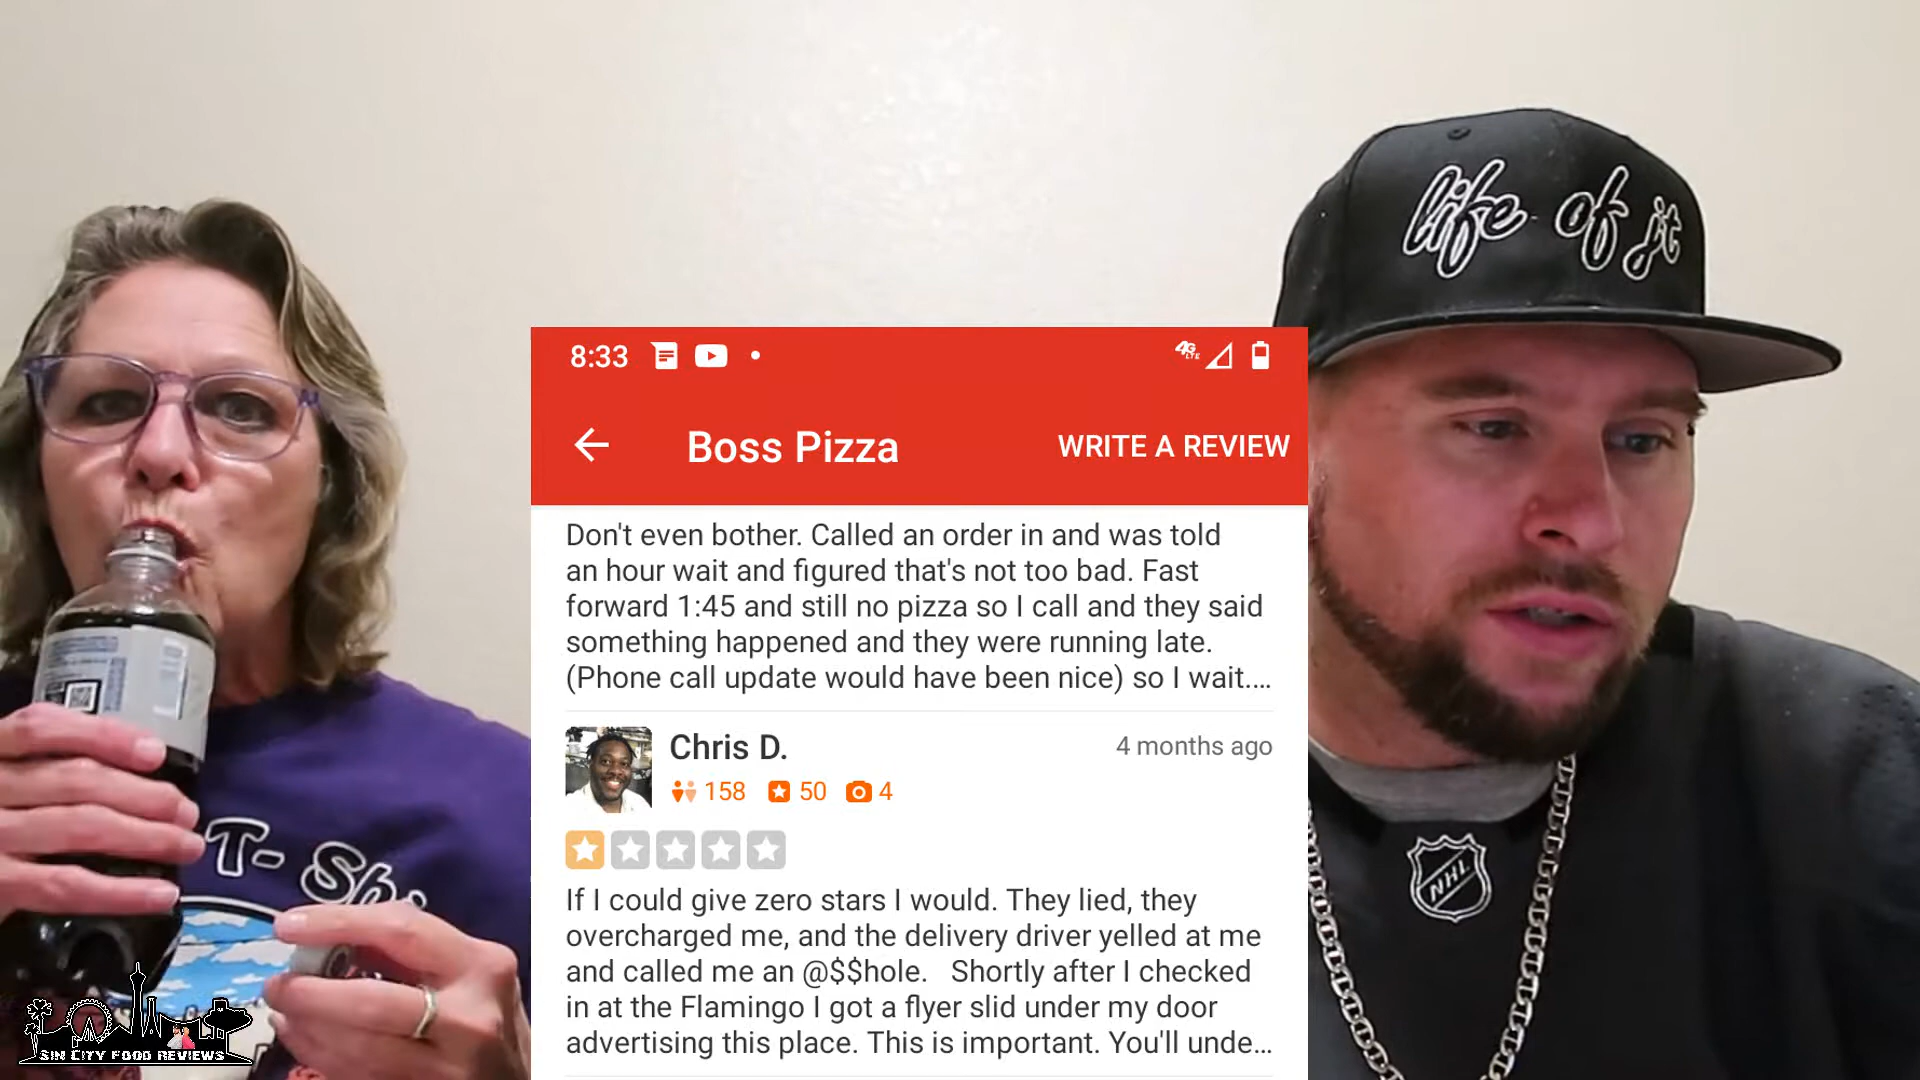 life of jt
8:33
4G
LTE
Boss Pizza
WRITE A REVIEW
Don't even bother. Called an order in and was told
an hour wait and figured that's not too bad. Fast
forward 1:45 and still no pizza so I call and they said
something happened and they were running late.
(Phone call update would have been nice) so I wait....
Chris D.
4 months ago
158
50
4
If I could give zero stars I would. They lied, they
overcharged me, and the delivery driver yelled at me
and called me an @$$hole. Shortly after I checked
in at the Flamingo I got a flyer slid under my door
advertising this place. This is important. You'll unde...
NHL
T-
SIN CITY FOOD REVIEWS